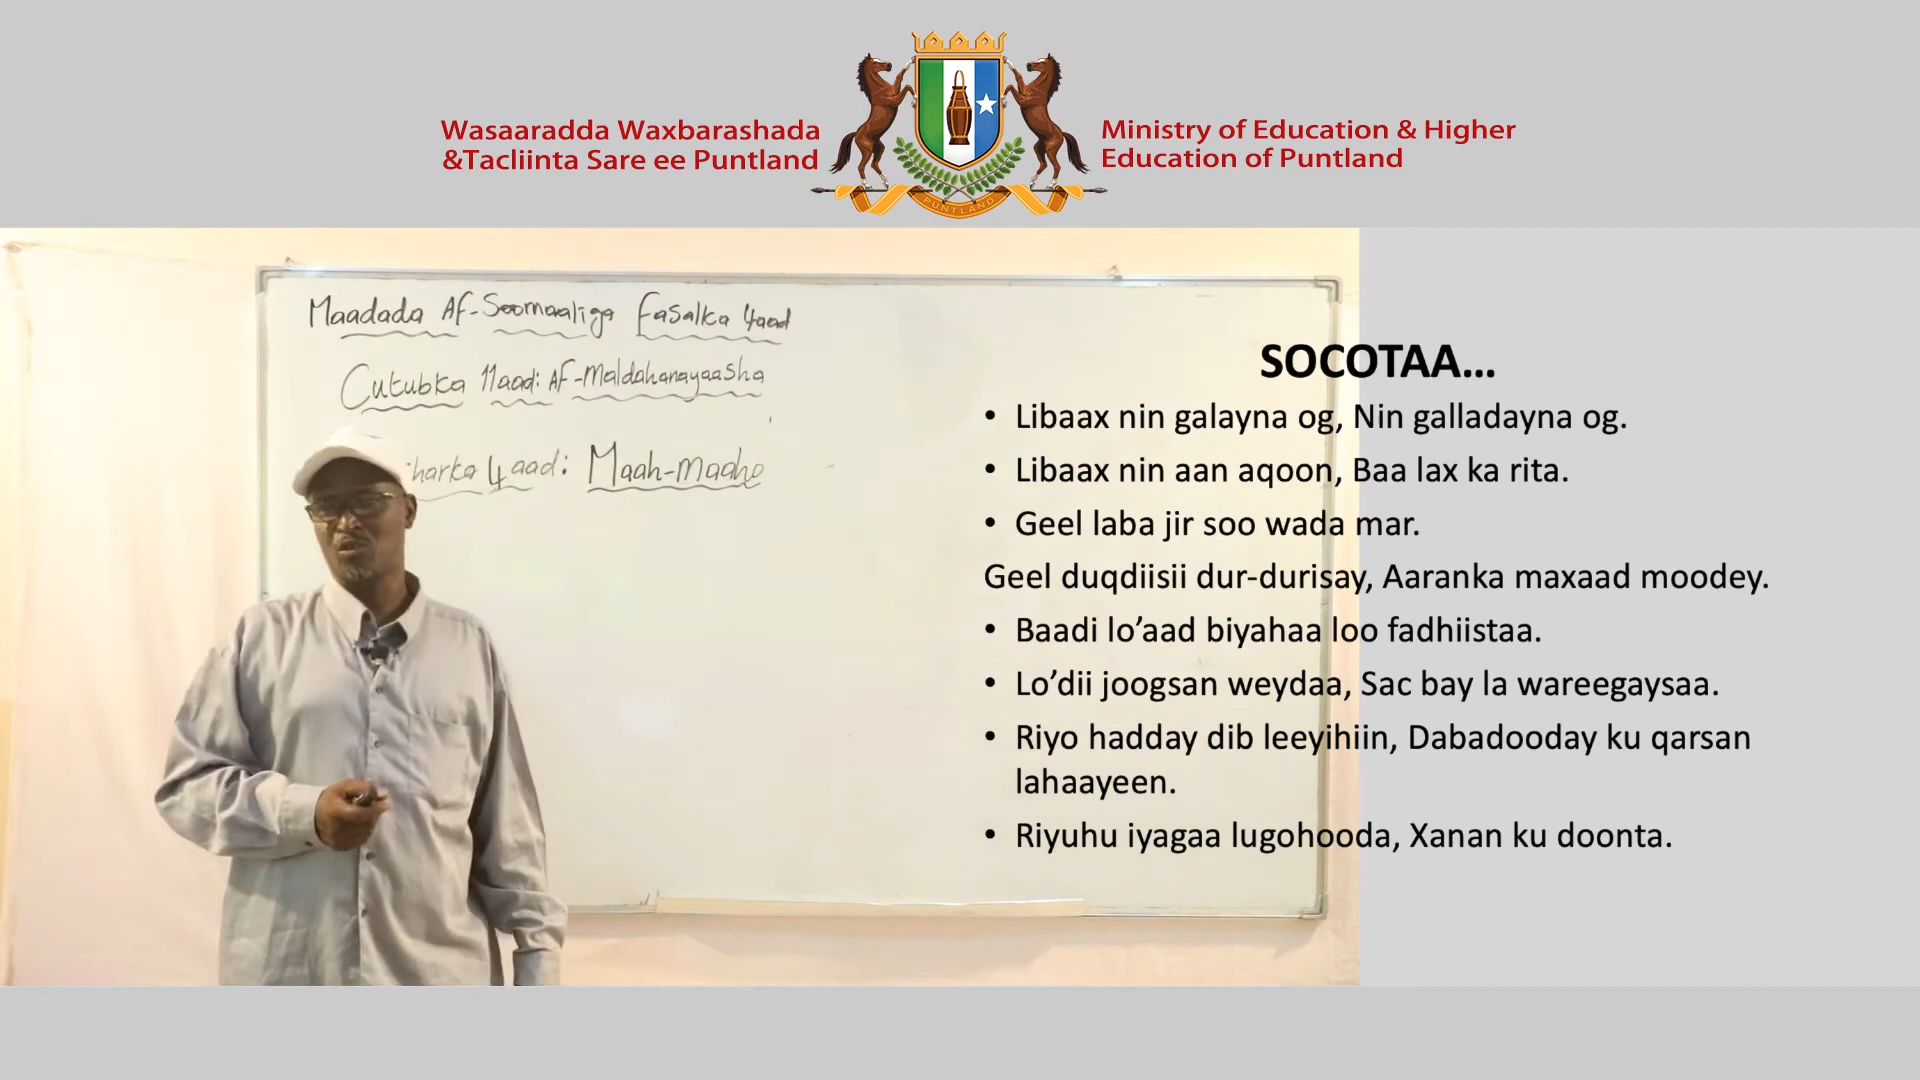 Wasaaradda Waxbarashada
&Tacliinta Sare ee Puntland
Ministry of Education & Higher
Education of Puntland
PUNTLAND
Maadada Af-Soomaaliga Fasalka 4aad
Cutubka 11aad: Af-Maldahanayaasha
4aad: Maah-maaho
SOCOTAA...
• Libaax nin galayna og, Nin galladayna og.
• Libaax nin aan aqoon, Baa lax ka rita.
• Geel laba jir soo wada mar.
Geel duqdiisii dur-durisay, Aaranka maxaad moodey.
• Baadi lo’aad biyahaa loo fadhiistaa.
• Lo’dii joogsan weydaa, Sac bay la wareegaysaa.
• Riyo hadday dib leeyihiin, Dabadooday ku qarsan
lahaayeen.
• Riyuhu iyagaa lugohooda, Xanan ku doonta.